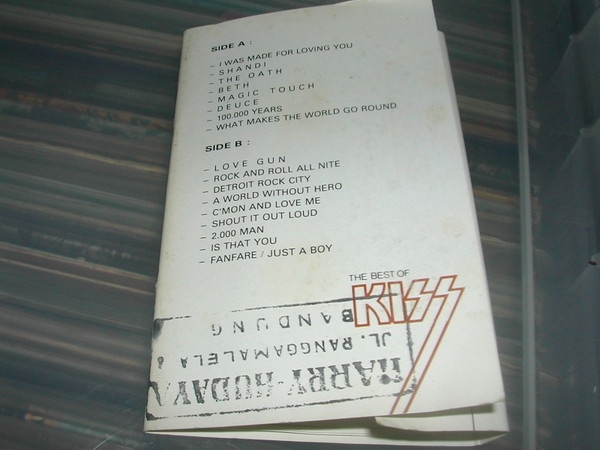 SIDE A :
– I WAS MADE FOR LOVING YOU
– SHANDI
– THE OATH
– BETH
– MAGIC TOUCH
– DEUCE
– 100.000 YEARS
– WHAT MAKES THE WORLD GO ROUND
SIDE B :
– LOVE GUN
– ROCK AND ROLL ALL NITE
– DETROIT ROCK CITY
– A WORLD WITHOUT HERO
– C'MON AND LOVE ME
– SHOUT IT OUT LOUD
– 2.000 MAN
– IS THAT YOU
– FANFARE / JUST A BOY
THE BEST OF
KISS
HARRY HUDAYA
JL. RANGGAMALELA
BANDUNG